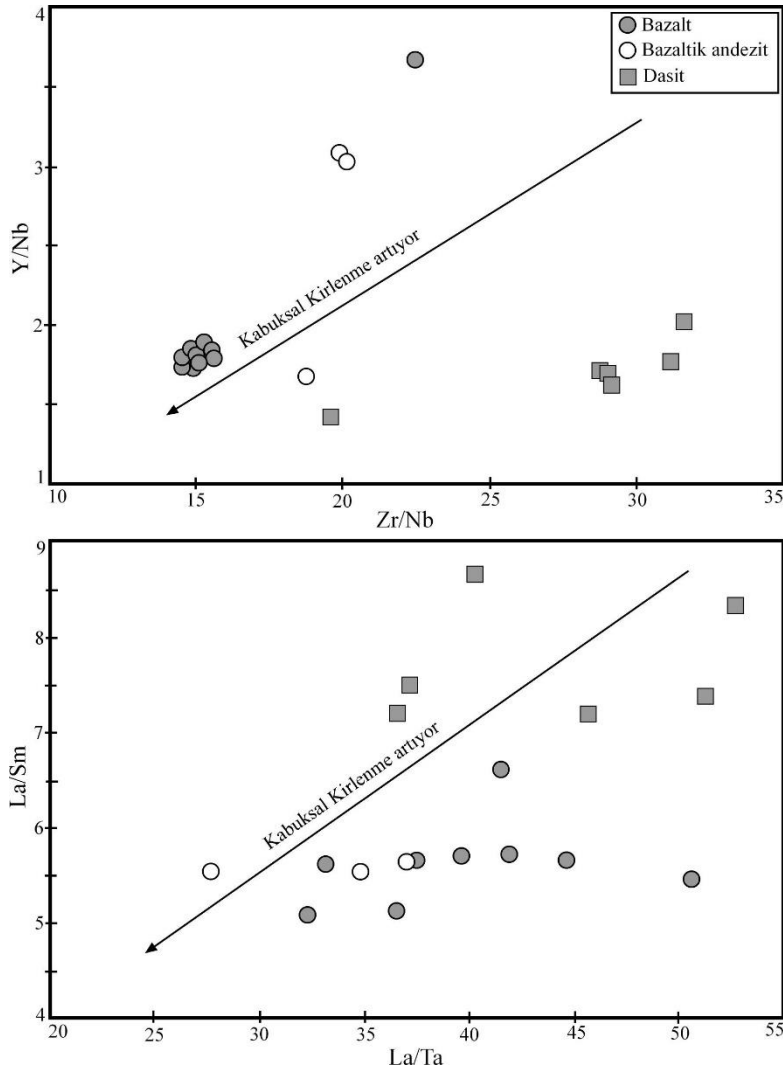 4
Bazalt
Bazaltik andezit
Dasit
3
Y/Nb
Kabuksal Kirlenme artıyor
2
1
10 15 20 25 30 35
Zr/Nb
9
8
7
La/Sm
Kabuksal Kirlenme artıyor
6
5
4
20 25 30 35 40 45 50 55
La/Ta